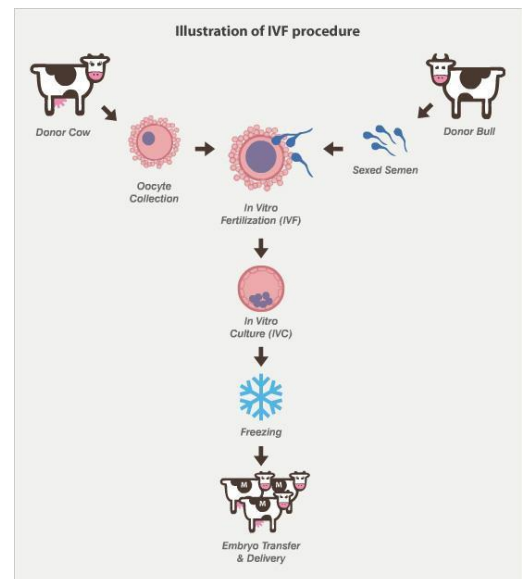 Illustration of IVF procedure
Donor Cow
Donor Bull
Oocyte
Collection
In Vitro
Fertilization (IVF)
Sexed Semen
In Vitro
Culture (IVC)
Freezing
M
M
M
Embryo Transfer
& Delivery